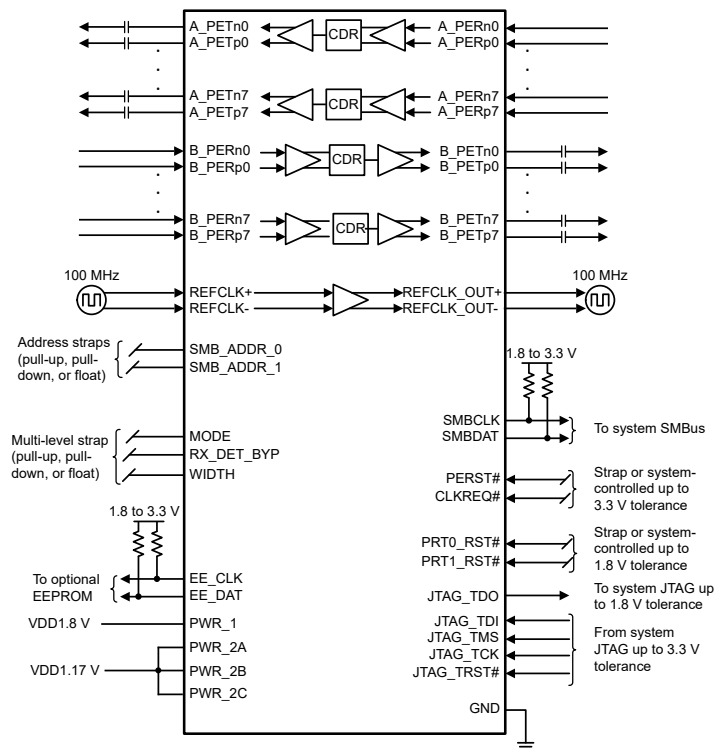 A_PETn0
A_PETp0
CDR
A_PERn0
A_PERp0
A_PETn7
A_PETp7
CDR
A_PERn7
A_PERp7
B_PERn0
B_PERp0
CDR
B_PETn0
B_PETp0
B_PERn7
B_PERp7
CDR
B_PETn7
B_PETp7
100 MHz
REFCLK+
REFCLK-
REFCLK_OUT+
REFCLK_OUT-
100 MHz
Address straps
(pull-up, pull-
down, or float)
SMB_ADDR_0
SMB_ADDR_1
1.8 to 3.3 V
SMBCLK
SMBDAT
To system SMBus
Multi-level strap
(pull-up, pull-
down, or float)
MODE
RX_DET_BYP
WIDTH
PERST#
CLKREQ#
Strap or system-
controlled up to
3.3 V tolerance
1.8 to 3.3 V
PRT0_RST#
PRT1_RST#
Strap or system-
controlled up to
1.8 V tolerance
To optional
EEPROM
EE_CLK
EE_DAT
JTAG_TDO
To system JTAG up
to 1.8 V tolerance
VDD1.8 V
PWR_1
JTAG_TDI
JTAG_TMS
JTAG_TCK
JTAG_TRST#
From system
JTAG up to 3.3 V
tolerance
VDD1.17 V
PWR_2A
PWR_2B
PWR_2C
GND